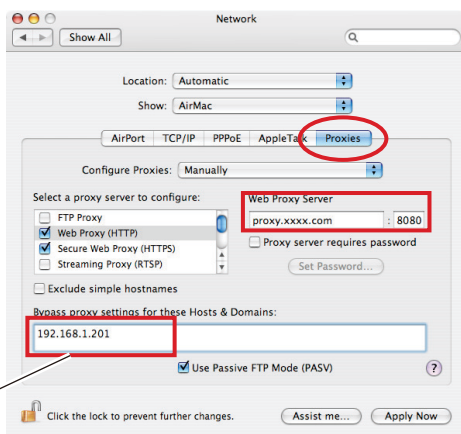 Network
Show All
Location: Automatic
Show: AirMac
AirPort TCP/IP PPPoE AppleTalk Proxies
Configure Proxies: Manually
Select a proxy server to configure: Web Proxy Server
FTP Proxy
proxy.xxxx.com : 8080
Web Proxy (HTTP)
Secure Web Proxy (HTTPS)
Proxy server requires password
Streaming Proxy (RTSP)
Set Password...
Exclude simple hostnames
Bypass proxy settings for these Hosts & Domains:
192.168.1.201
Use Passive FTP Mode (PASV) ?
Click the lock to prevent further changes. Assist me... Apply Now